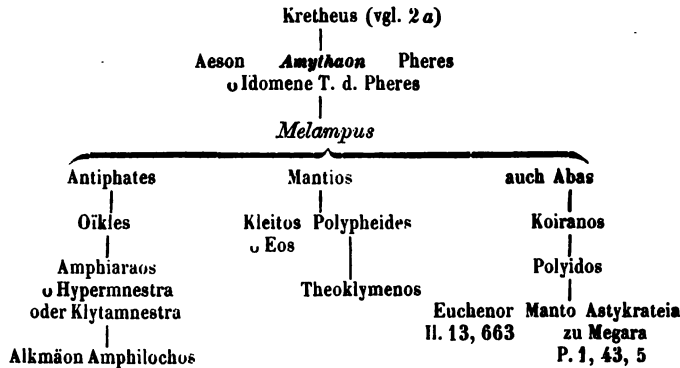 Kretheus (vgl. 2a)
Aeson Amythaon Pheres
∪ Idomene T. d. Pheres
Melampus
Antiphates Mantios auch Abas
Oïkles Kleitos Polypheides Koiranos
∪ Eos
Amphiaraos Polyidos
∪ Hypermnestra Theoklymenos
oder Klytamnestra Euchenor Manto Astykrateia
Il. 13, 663 zu Megara
Alkmäon Amphilochos P. 1, 43, 5